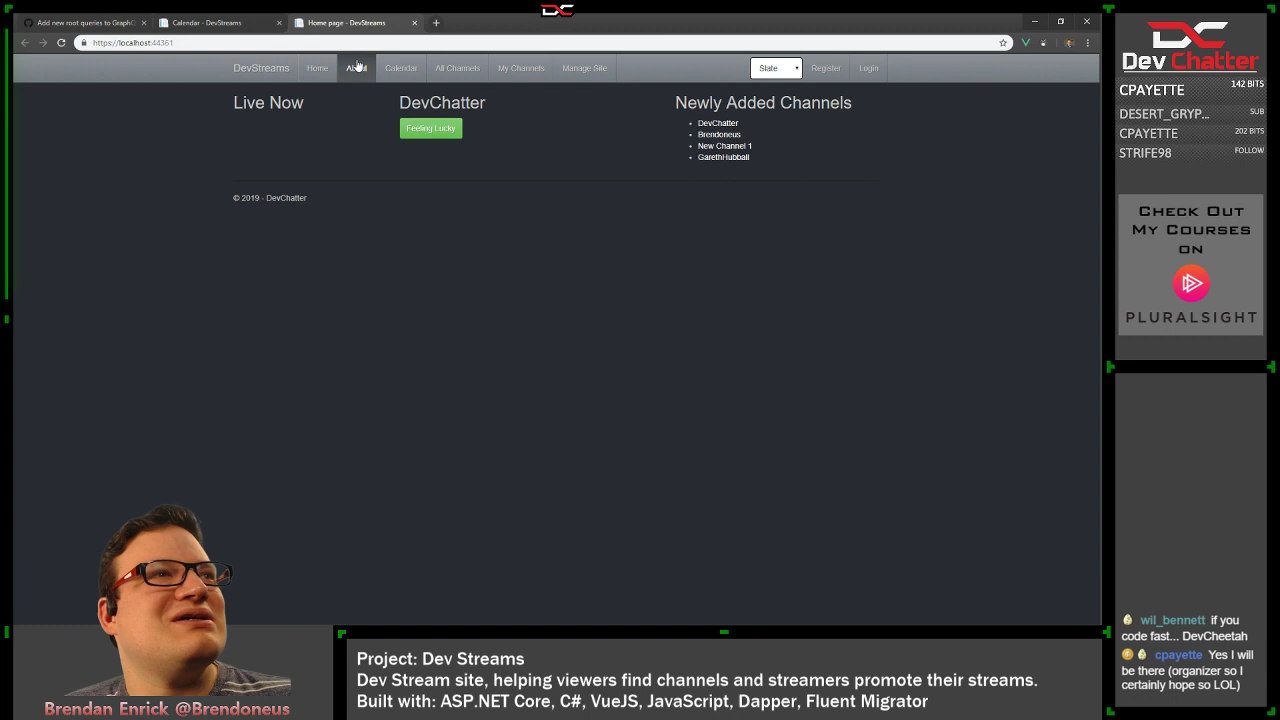 DC
Add new root queries to GraphQ
Calendar - DevStreams
Home page - DevStreams
https://localhost:44361
DevStreams Home About Calendar All Channels My Channels Manage Site Slate Register Login
Live Now
DevChatter
Feeling Lucky
Newly Added Channels
DevChatter
Brendoneus
New Channel 1
GarethHubball
© 2019 - DevChatter
Dev Chatter
CPAYETTE 142 BITS
DESERT_GRYP... SUB
CPAYETTE 202 BITS
STRIFE98 FOLLOW
Check Out
My Courses
on
PLURALSIGHT
wil_bennett if you
code fast... DevCheetah
cpayette Yes I will
be there (organizer so I
certainly hope so LOL)
Brendan Enrick @Brendoneus
Project: Dev Streams
Dev Stream site, helping viewers find channels and streamers promote their streams.
Built with: ASP.NET Core, C#, VueJS, JavaScript, Dapper, Fluent Migrator